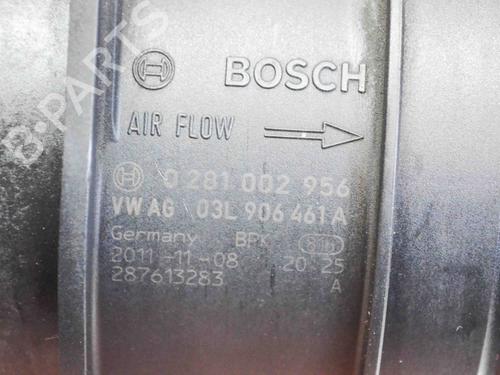 B-PARTS
BOSCH
AIR FLOW
0 281 002 956
VW AG 03L 906 461 A
Germany BPK
2011-11-08 20:25
287613283 A